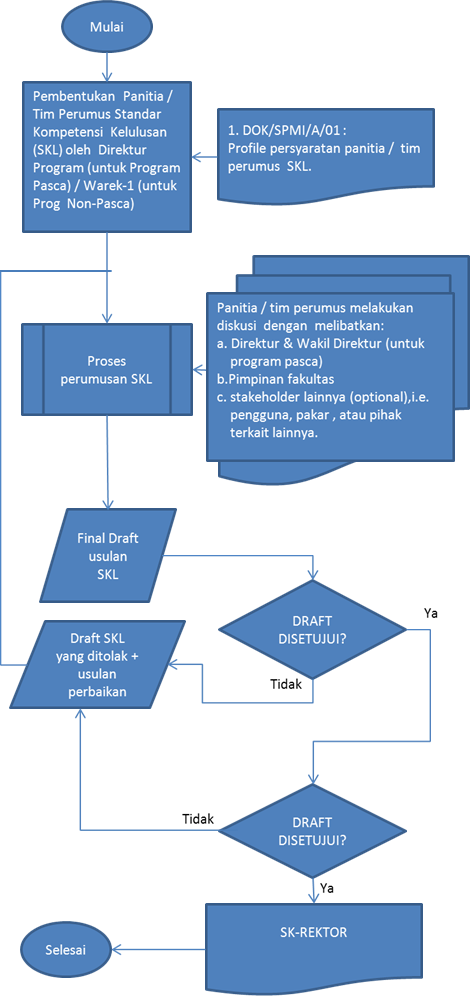 Mulai
Pembentukan Panitia /
Tim Perumus Standar
Kompetensi Kelulusan
(SKL) oleh Direktur
Program (untuk Program
Pasca) / Warek-1 (untuk
Prog Non-Pasca)
1. DOK/SPMI/A/01 :
Profile persyaratan panitia / tim
perumus SKL.
Panitia / tim perumus melakukan
diskusi dengan melibatkan:
a. Direktur & Wakil Direktur (untuk
program pasca)
b.Pimpinan fakultas
c. stakeholder lainnya (optional),i.e.
pengguna, pakar , atau pihak
terkait lainnya.
Proses
perumusan SKL
Final Draft
usulan
SKL
DRAFT
DISETUJUI?
Ya
Tidak
Draft SKL
yang ditolak +
usulan
perbaikan
DRAFT
DISETUJUI?
Tidak
Ya
SK-REKTOR
Selesai